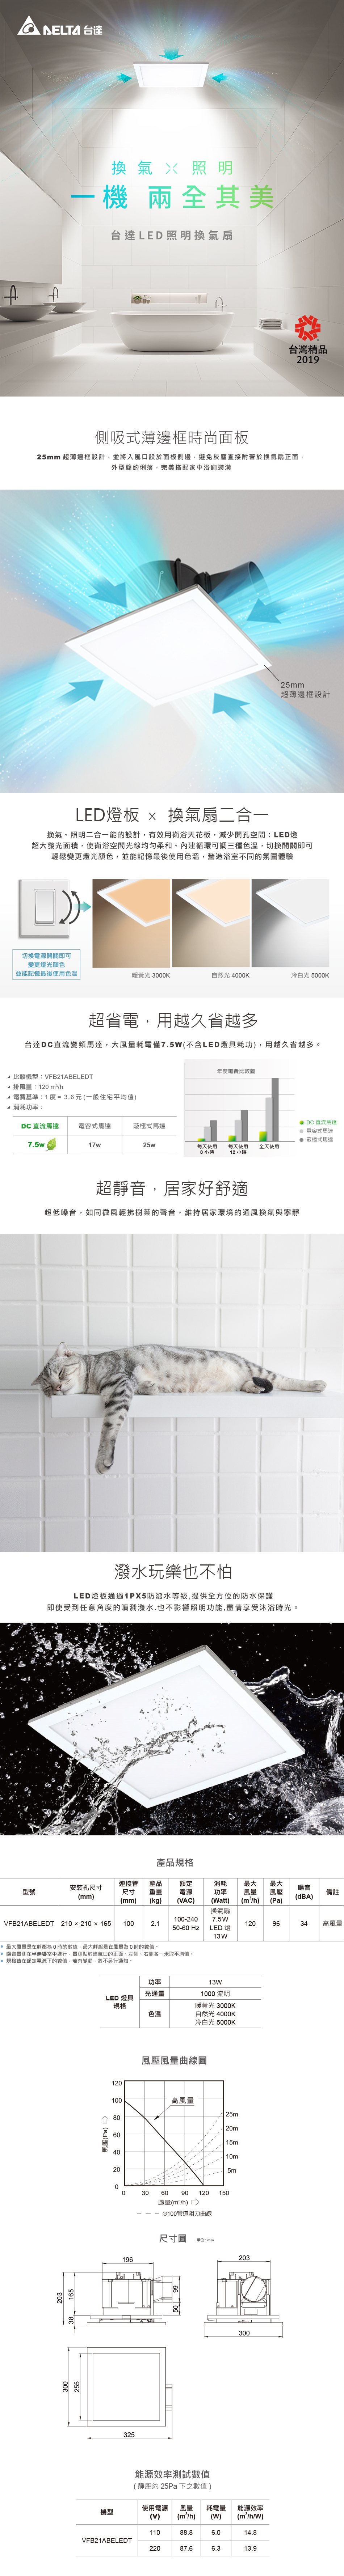 DELTA 台達
換氣 × 照明
一機 兩全其美
台達LED照明換氣扇
台灣精品
2019
側吸式薄邊框時尚面板
25mm 超薄邊框設計，並將入風口設於面板側邊，避免灰塵直接附著於換氣扇正面，
外型簡約俐落，完美搭配家中浴廁裝潢
25mm
超薄邊框設計
LED燈板 × 換氣扇二合一
換氣、照明二合一能的設計，有效用衛浴天花板，減少開孔空間；LED燈
超大發光面積，使衛浴空間光線均勻柔和、內建循環可調三種色溫，切換開關即可
輕鬆變更燈光顏色，並能記憶最後使用色溫，營造浴室不同的氛圍體驗
切換電源開關即可
變更燈光顏色
並能記憶最後使用色溫
暖黃光 3000K
自然光 4000K
冷白光 5000K
超省電，用越久省越多
台達DC直流變頻馬達，大風量耗電僅7.5W(不含LED燈具耗功)，用越久省越多。
比較機型：VFB21ABELEDT
排風量：120 m³/h
電費基準：1度＝3.6元(一般住宅平均值)
消耗功率：
DC 直流馬達 電容式馬達 蔽極式馬達
7.5w 17w 25w
年度電費比較圖
每天使用 8 小時
每天使用 12 小時
全天使用
DC 直流馬達
電容式馬達
蔽極式馬達
超靜音，居家好舒適
超低噪音，如同微風輕拂樹葉的聲音，維持居家環境的通風換氣與寧靜
潑水玩樂也不怕
LED燈板通過1PX5防潑水等級,提供全方位的防水保護
即使受到任意角度的噴濺潑水,也不影響照明功能,盡情享受沐浴時光。
產品規格
型號 安裝孔尺寸 (mm) 連接管尺寸 (mm) 產品重量 (kg) 額定電源 (VAC) 消耗功率 (Watt) 最大風量 (m³/h) 最大風壓 (Pa) 噪音 (dBA) 備註
VFB21ABELEDT 210 × 210 × 165 100 2.1 100-240 50-60 Hz 排氣扇 7.5W LED 燈 13W 120 96 34 高風量
最大風量是在靜壓為 0 時的數值，最大靜壓是在風量為 0 時的數值。
噪音量測在半無響室中進行，量測點於進氣口的正面、左側、右側各一米取平均值。
規格皆在額定電源下的數值，若有變動，將不另行通知。
LED 燈具規格
功率 13W
光通量 1000 流明
色溫 暖黃光 3000K
自然光 4000K
冷白光 5000K
風壓風量曲線圖
120
100
80
60
40
20
0
風壓(Pa)
高風量
25m
20m
15m
10m
5m
0 30 60 90 120 150
風量(m³/h)
∅100管道阻力曲線
尺寸圖 單位：mm
196
203
165
38
99
50
203
300
300
255
325
能源效率測試數值
( 靜壓約 25Pa 下之數值 )
機型 使用電源 (V) 風量 (m³/h) 耗電量 (W) 能源效率 (m³/h/W)
VFB21ABELEDT
110 88.8 6.0 14.8
220 87.6 6.3 13.9